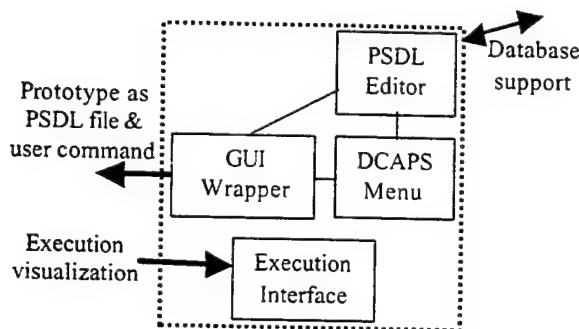 PSDL
Editor
Database
support
Prototype as
PSDL file &
user command
GUI
Wrapper
DCAPS
Menu
Execution
visualization
Execution
Interface